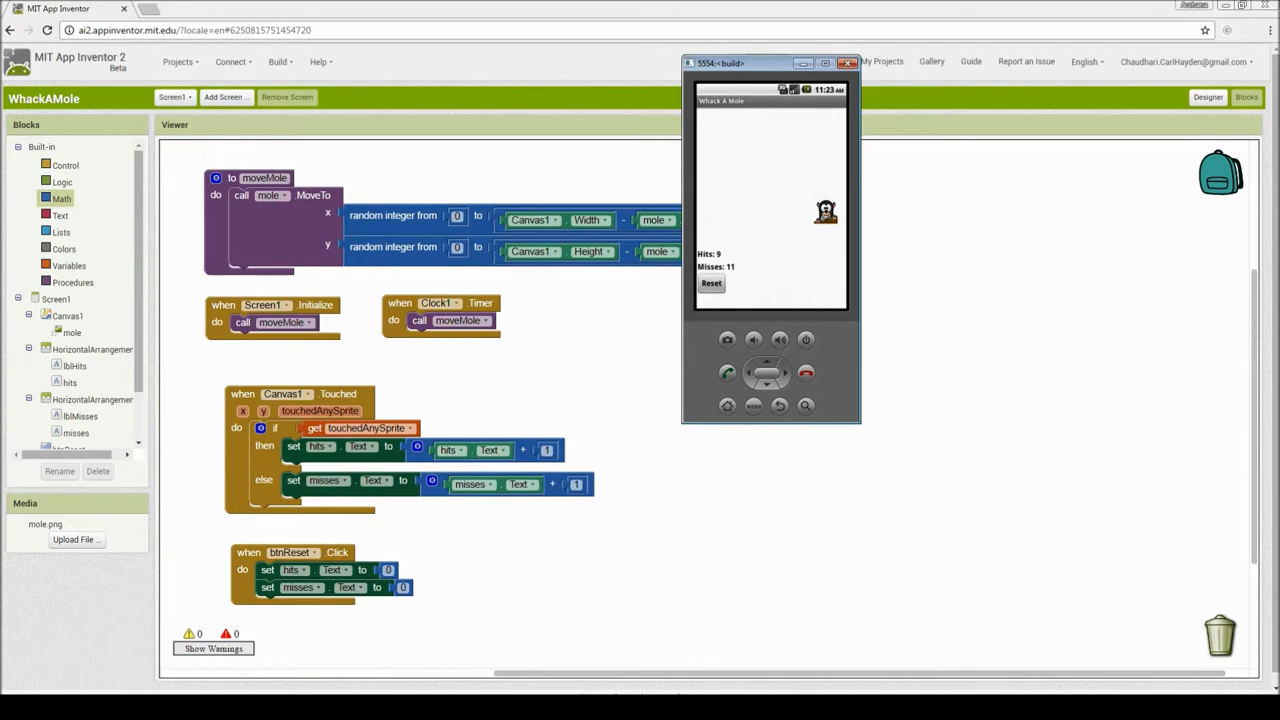 MIT App Inventor
Archana
ai2.appinventor.mit.edu/?locale=en#6250815751454720
MIT App Inventor 2
Beta
Projects Connect Build Help My Projects Gallery Guide Report an Issue English Chaudhari.CarlHayden@gmail.com
WhackAMole Screen1 Add Screen ... Remove Screen Designer Blocks
Blocks
Viewer
Built-in
Control
Logic
Math
Text
Lists
Colors
Variables
Procedures
Screen1
Canvas1
mole
HorizontalArrangeme
lblHits
hits
HorizontalArrangeme
lblMisses
misses
Rename Delete
Media
mole.png
Upload File ...
to moveMole
do call mole .MoveTo
x random integer from 0 to Canvas1 . Width - mole
y random integer from 0 to Canvas1 . Height - mole
when Screen1 .Initialize
do call moveMole
when Clock1 .Timer
do call moveMole
when Canvas1 .Touched
x y touchedAnySprite
do if get touchedAnySprite
then set hits . Text to hits . Text + 1
else set misses . Text to misses . Text + 1
when btnReset .Click
do set hits . Text to 0
set misses . Text to 0
0 0
Show Warnings
5554:<build>
11:23 AM
Whack A Mole
Hits: 9
Misses: 11
Reset
MENU